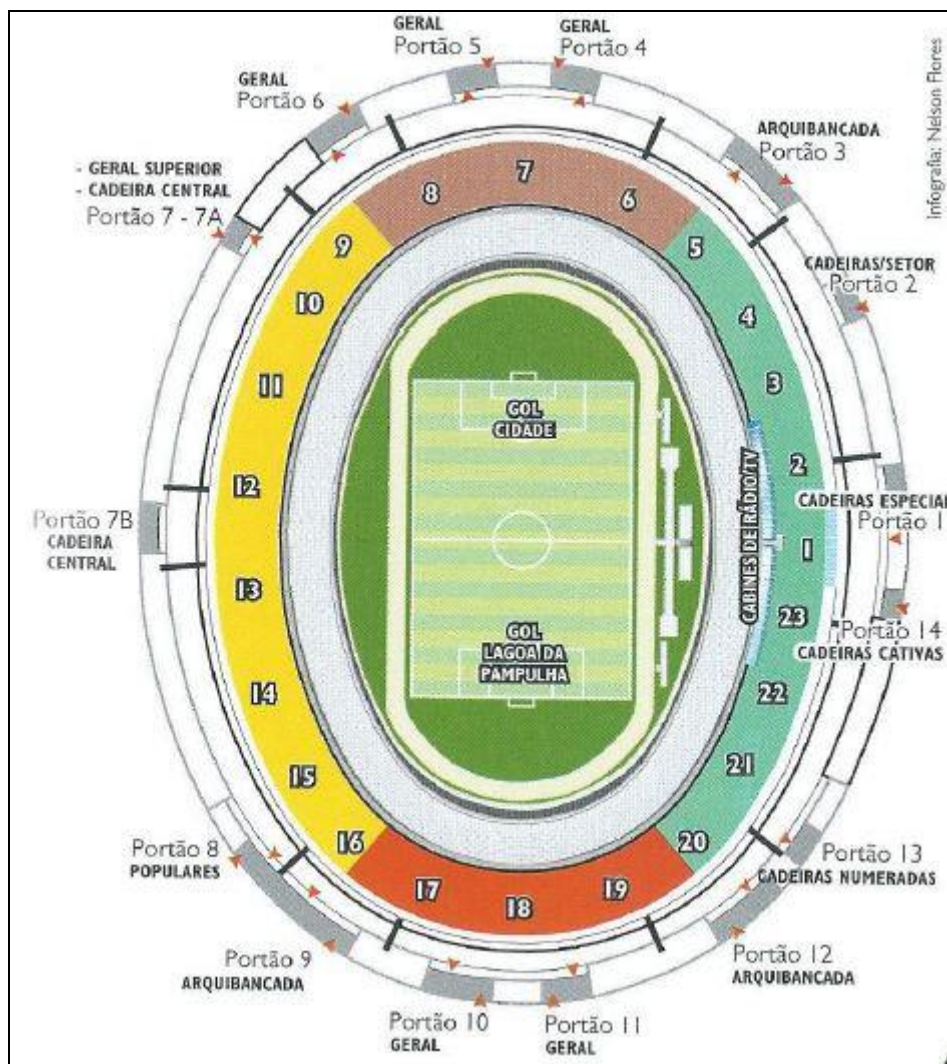 GERAL
Portão 5
GERAL
Portão 4
GERAL
Portão 6
ARQUIBANCADA
Portão 3
- GERAL SUPERIOR
- CADEIRA CENTRAL
Portão 7 - 7A
CADEIRAS/SETOR
Portão 2
Infografia: Nelson Flores
8
7
6
9
5
10
4
11
3
GOL
CIDADE
12
2
CABINES DE RÁDIO/TV
CADEIRAS ESPECIAI
Portão 1
Portão 7B
CADEIRA
CENTRAL
1
13
23
GOL
LAGOA DA
PAMPULHA
Portão 14
CADEIRAS CATIVAS
14
22
15
21
16
20
17
18
19
Portão 8
POPULARES
Portão 13
CADEIRAS NUMERADAS
Portão 9
ARQUIBANCADA
Portão 12
ARQUIBANCADA
Portão 10
GERAL
Portão 11
GERAL